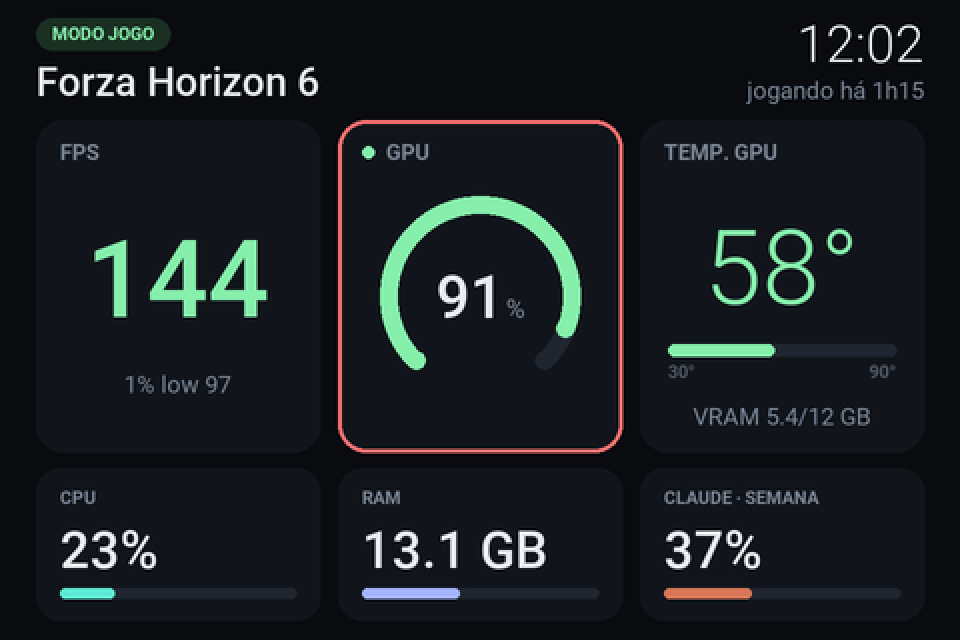 MODO JOGO
Forza Horizon 6
12:02
jogando há 1h15
FPS
144
1% low 97
GPU
91%
TEMP. GPU
58°
30° 90°
VRAM 5.4/12 GB
CPU
23%
RAM
13.1 GB
CLAUDE · SEMANA
37%